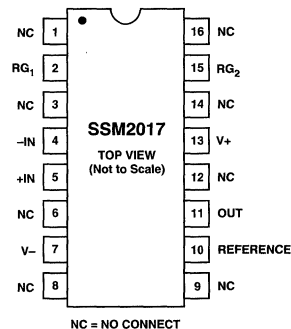 NC 1 16 NC
RG1 2 15 RG2
NC 3 14 NC
–IN 4 13 V+
+IN 5 12 NC
NC 6 11 OUT
V– 7 10 REFERENCE
NC 8 9 NC
SSM2017
TOP VIEW
(Not to Scale)
NC = NO CONNECT